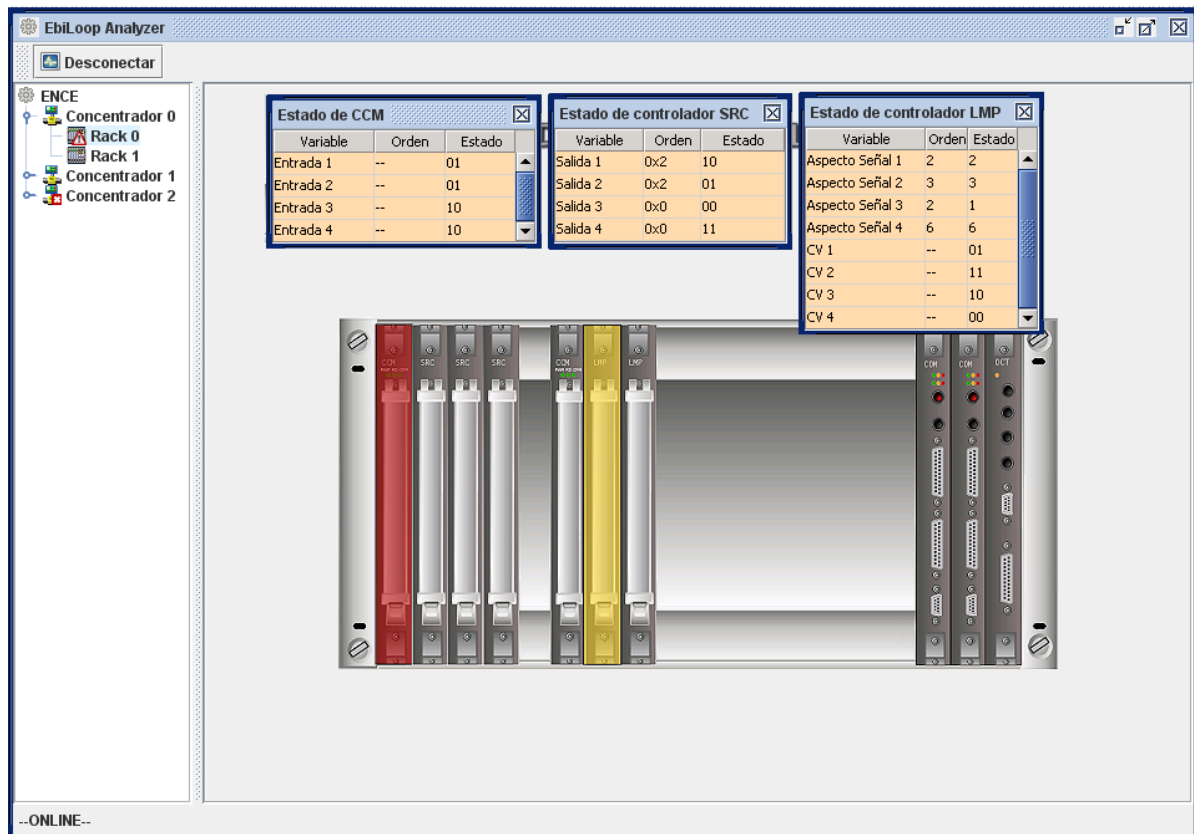 EbiLoop Analyzer
Desconectar
ENCE
Concentrador 0
Rack 0
Rack 1
Concentrador 1
Concentrador 2
Estado de CCM
Variable Orden Estado
Entrada 1 -- 01
Entrada 2 -- 01
Entrada 3 -- 10
Entrada 4 -- 10
Estado de controlador SRC
Variable Orden Estado
Salida 1 0x2 10
Salida 2 0x2 01
Salida 3 0x0 00
Salida 4 0x0 11
Estado de controlador LMP
Variable Orden Estado
Aspecto Señal 1 2 2
Aspecto Señal 2 3 3
Aspecto Señal 3 2 1
Aspecto Señal 4 6 6
CV 1 -- 01
CV 2 -- 11
CV 3 -- 10
CV 4 -- 00
CCM SRC SRC SRC CCM LMP LMP COM COM OCT
--ONLINE--